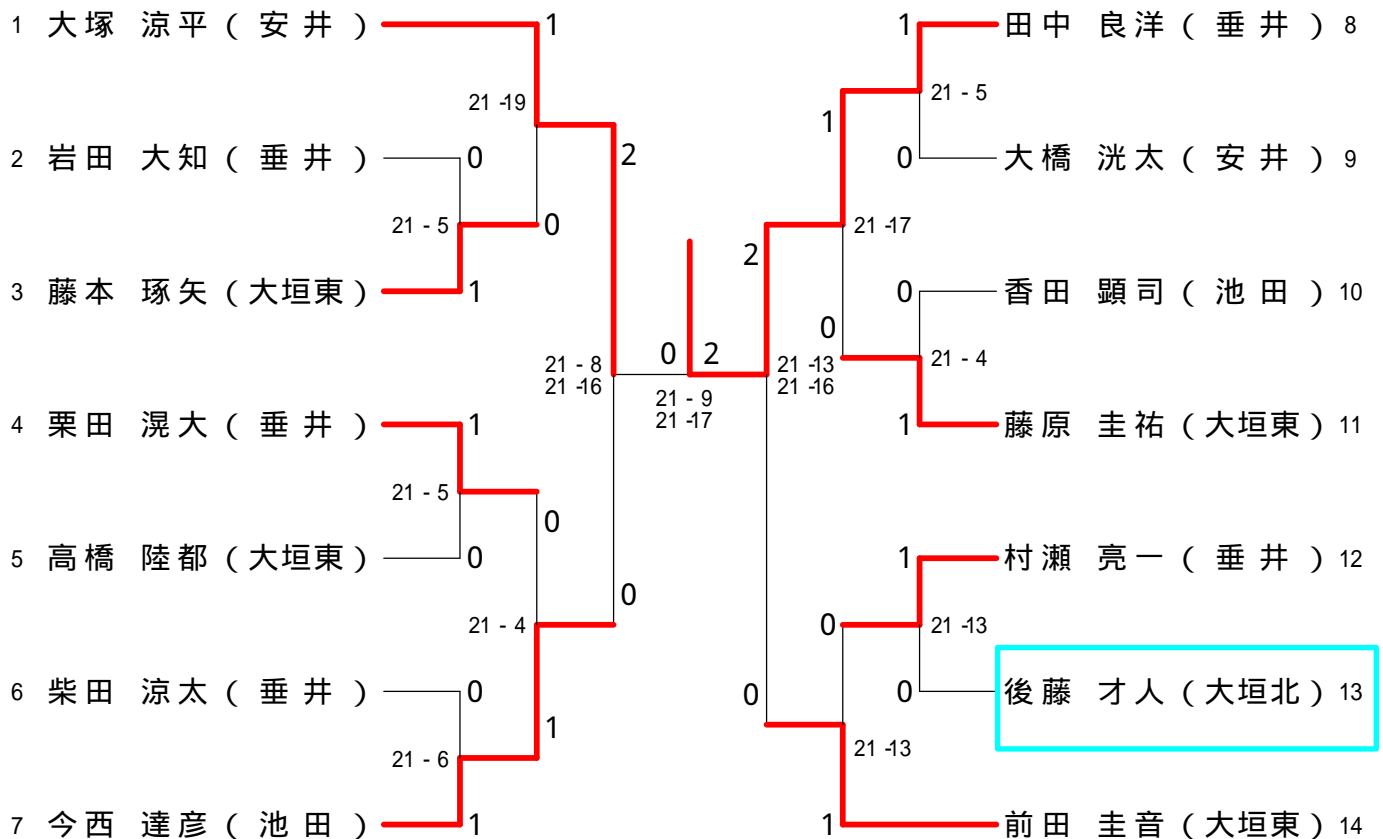 1 大塚 涼平 ( 安 井 ) 1
1 田中 良洋 ( 垂 井 ) 8
21 -19
21 - 5
1
2 岩田 大知 ( 垂 井 ) 0
2
0 大橋 洸太 ( 安 井 ) 9
21 - 5
0
21 -17
2
3 藤本 琢矢 ( 大垣東 ) 1
0 香田 顕司 ( 池 田 ) 10
0
21 - 8
21 -16
0 2
21 -13
21 -16
21 - 4
21 - 9
21 -17
4 栗田 滉大 ( 垂 井 ) 1
1 藤原 圭祐 ( 大垣東 ) 11
21 - 5
0
5 高橋 陸都 ( 大垣東 ) 0
1 村瀬 亮一 ( 垂 井 ) 12
0
21 - 4
0
21 -13
6 柴田 涼太 ( 垂 井 ) 0
0
0 後藤 才人 ( 大垣北 ) 13
1
21 - 6
21 -13
7 今西 達彦 ( 池 田 ) 1
1 前田 圭音 ( 大垣東 ) 14